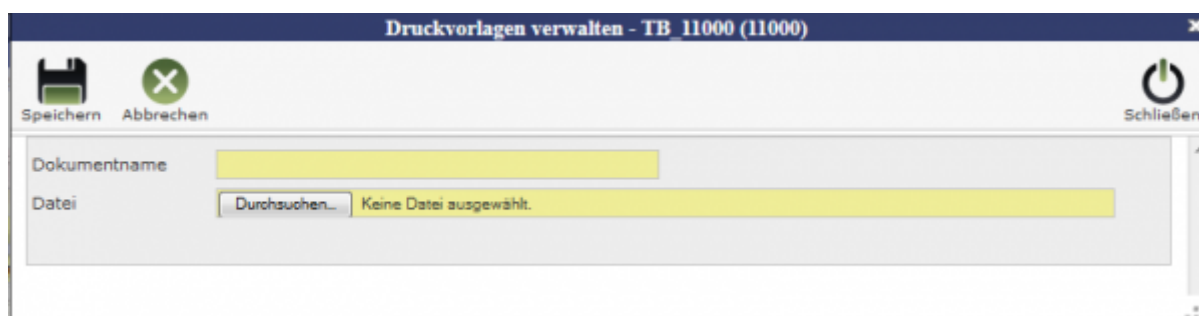 Druckvorlagen verwalten - TB_11000 (11000)
Speichern Abbrechen Schließen
Dokumentname
Datei Durchsuchen... Keine Datei ausgewählt.